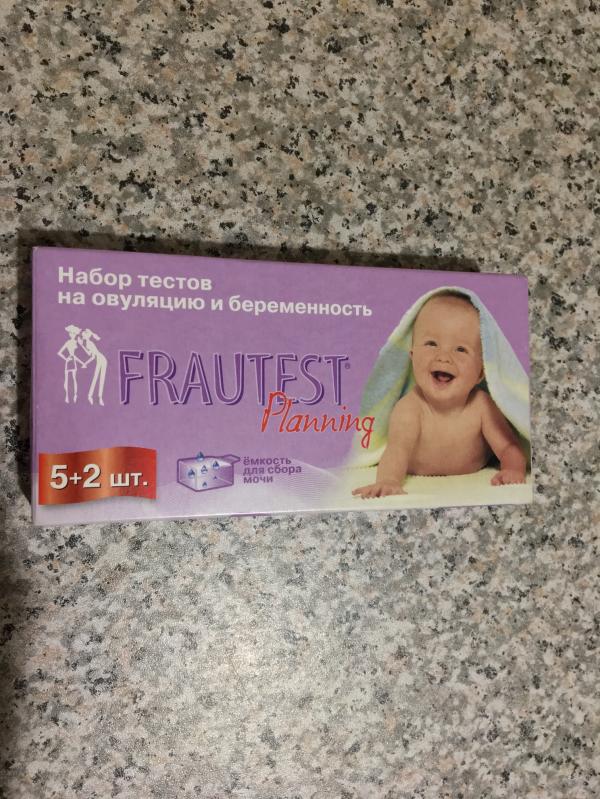 Набор тестов
на овуляцию и беременность
FRAUTEST®
Planning
5+2 шт.
ёмкость
для сбора
мочи